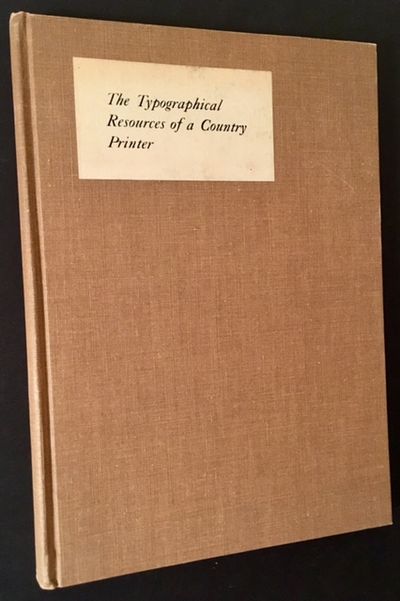 The Typographical
Resources of a Country
Printer